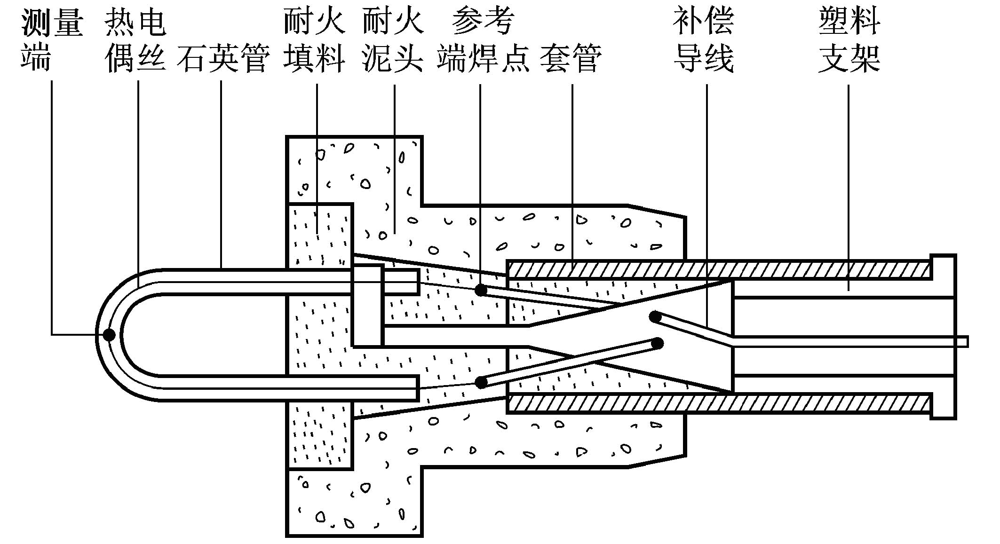 测量
端
热电
偶丝
石英管
耐火
填料
耐火
泥头
参考
端焊点
套管
补偿
导线
塑料
支架